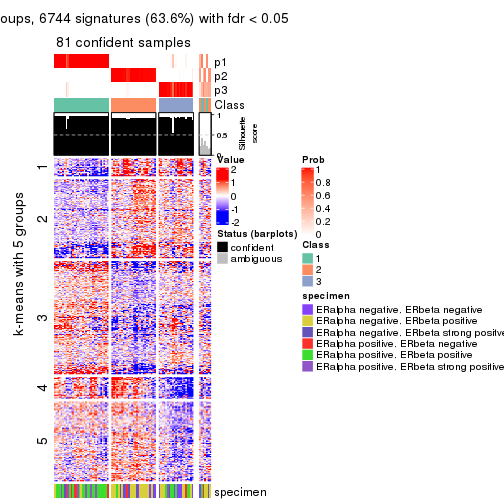 oups, 6744 signatures (63.6%) with fdr < 0.05
81 confident samples
p1
p2
p3
Class
1
0.5
0
Silhouette
score
k-means with 5 groups
1
2
3
4
5
specimen
Value
2
1
0
-1
-2
Status (barplots)
confident
ambiguous
Prob
1
0.8
0.6
0.4
0.2
0
Class
1
2
3
specimen
ERalpha negative. ERbeta negative
ERalpha negative. ERbeta positive
ERalpha negative. ERbeta strong positive
ERalpha positive. ERbeta negative
ERalpha positive. ERbeta positive
ERalpha positive. ERbeta strong positive